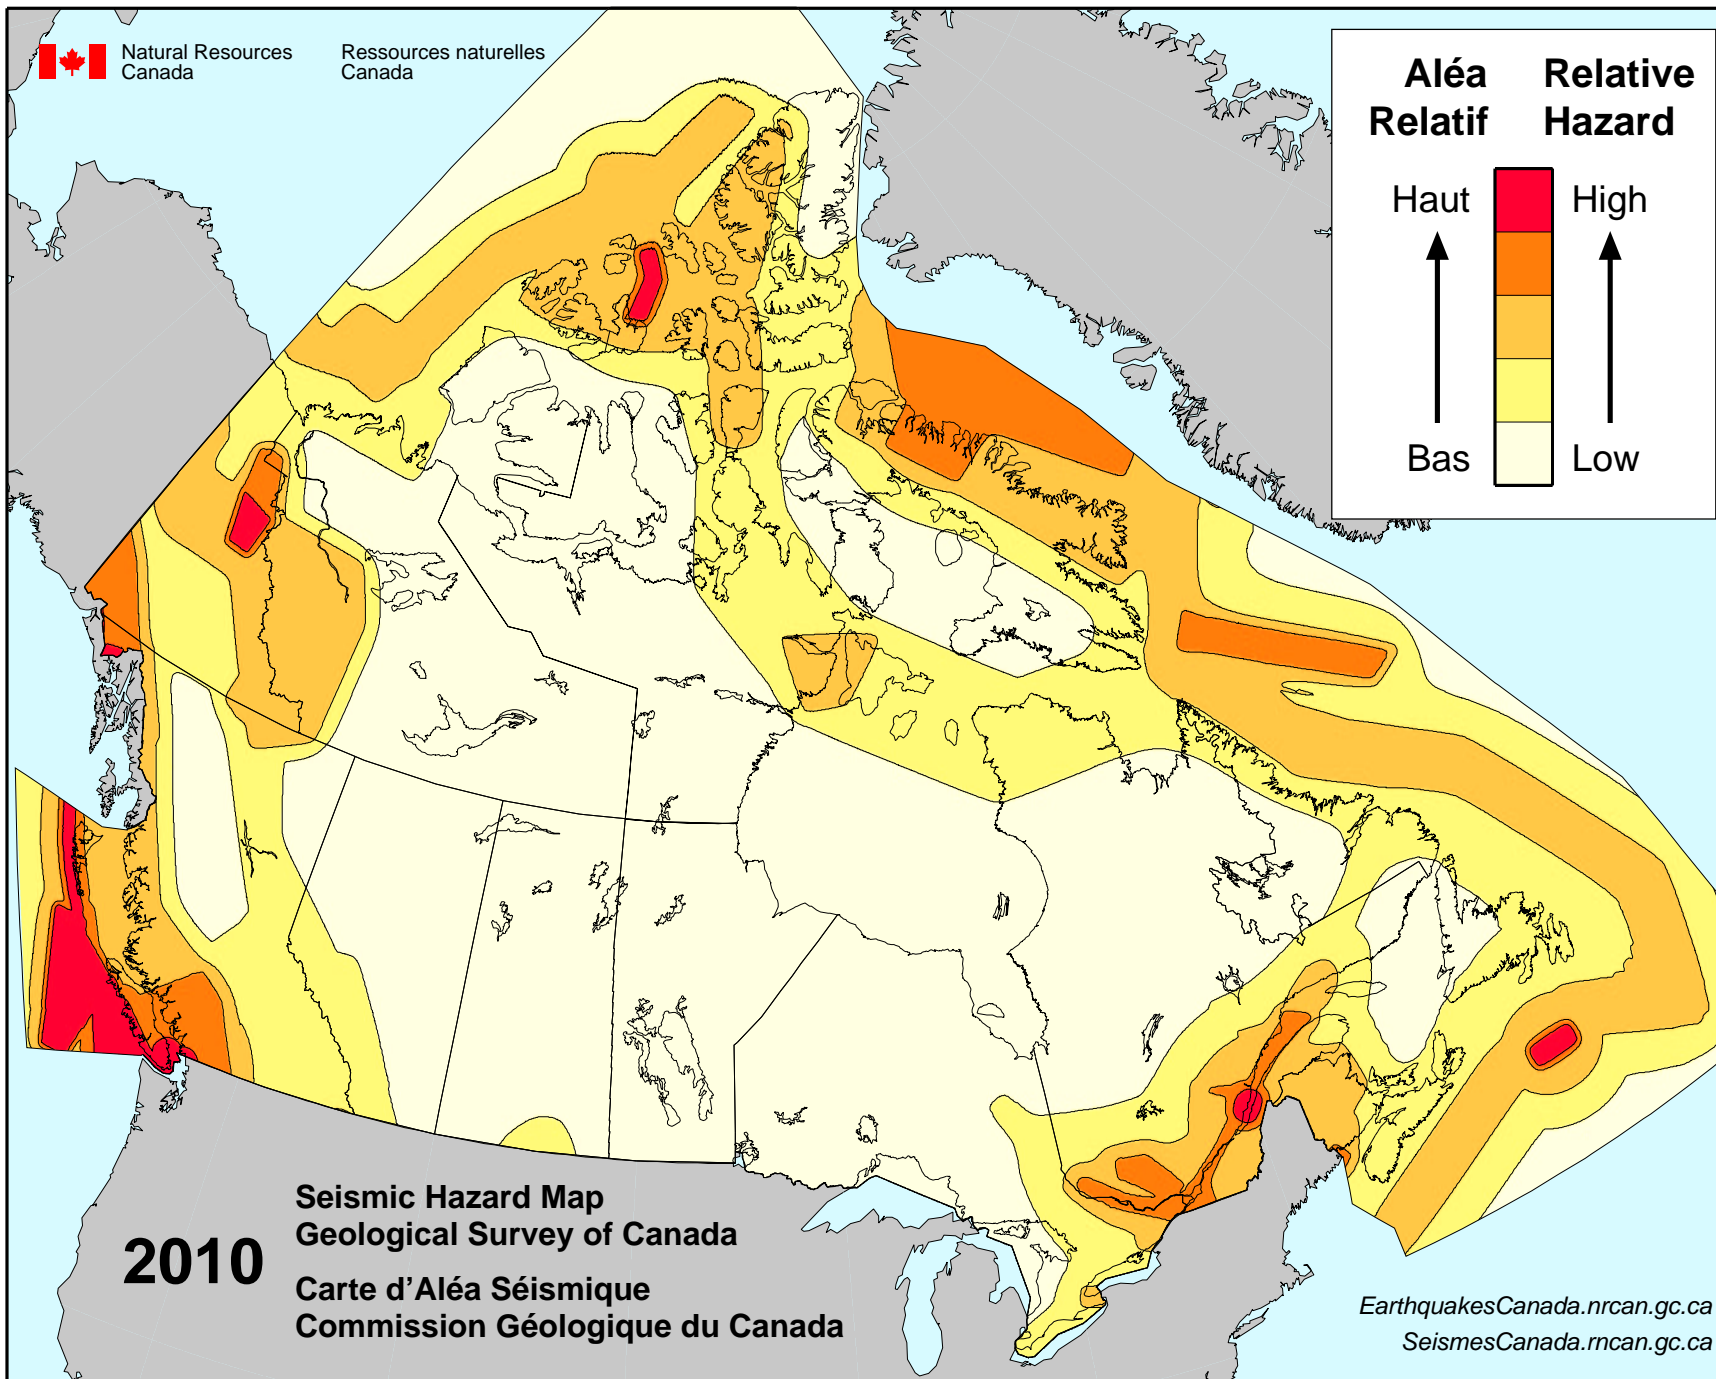 Natural Resources
Canada
Ressources naturelles
Canada
Aléa
Relatif
Relative
Hazard
Haut
High
Bas
Low
2010
Seismic Hazard Map
Geological Survey of Canada
Carte d'Aléa Séismique
Commission Géologique du Canada
EarthquakesCanada.nrcan.gc.ca
SeismesCanada.rncan.gc.ca